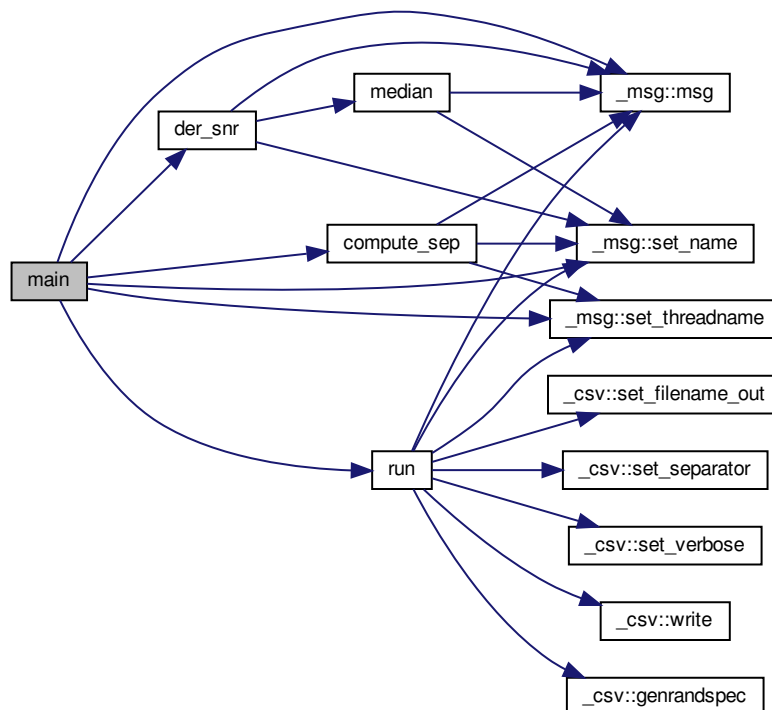 median
_msg::msg
der_snr
compute_sep
_msg::set_name
main
_msg::set_threadname
_csv::set_filename_out
run
_csv::set_separator
_csv::set_verbose
_csv::write
_csv::genrandspec